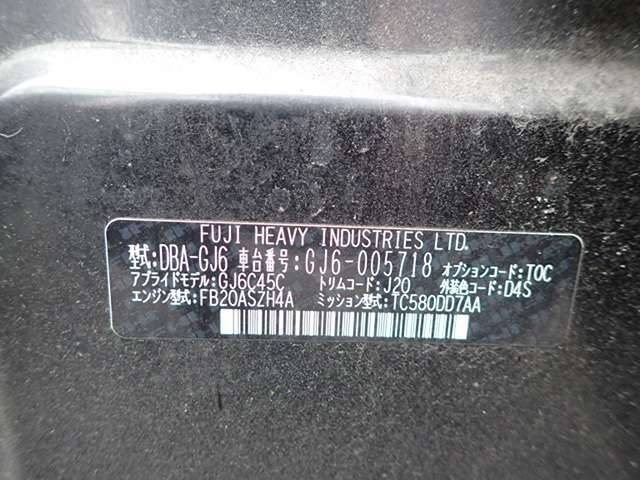 FUJI HEAVY INDUSTRIES LTD.
型式:DBA-GJ6 車台番号:GJ6-005718 オプションコード:TOC
アプライドモデル:GJ6C45C トリムコード:J20 外装色コード:D4S
エンジン型式:FB20ASZH4A ミッション型式:TC580DD7AA